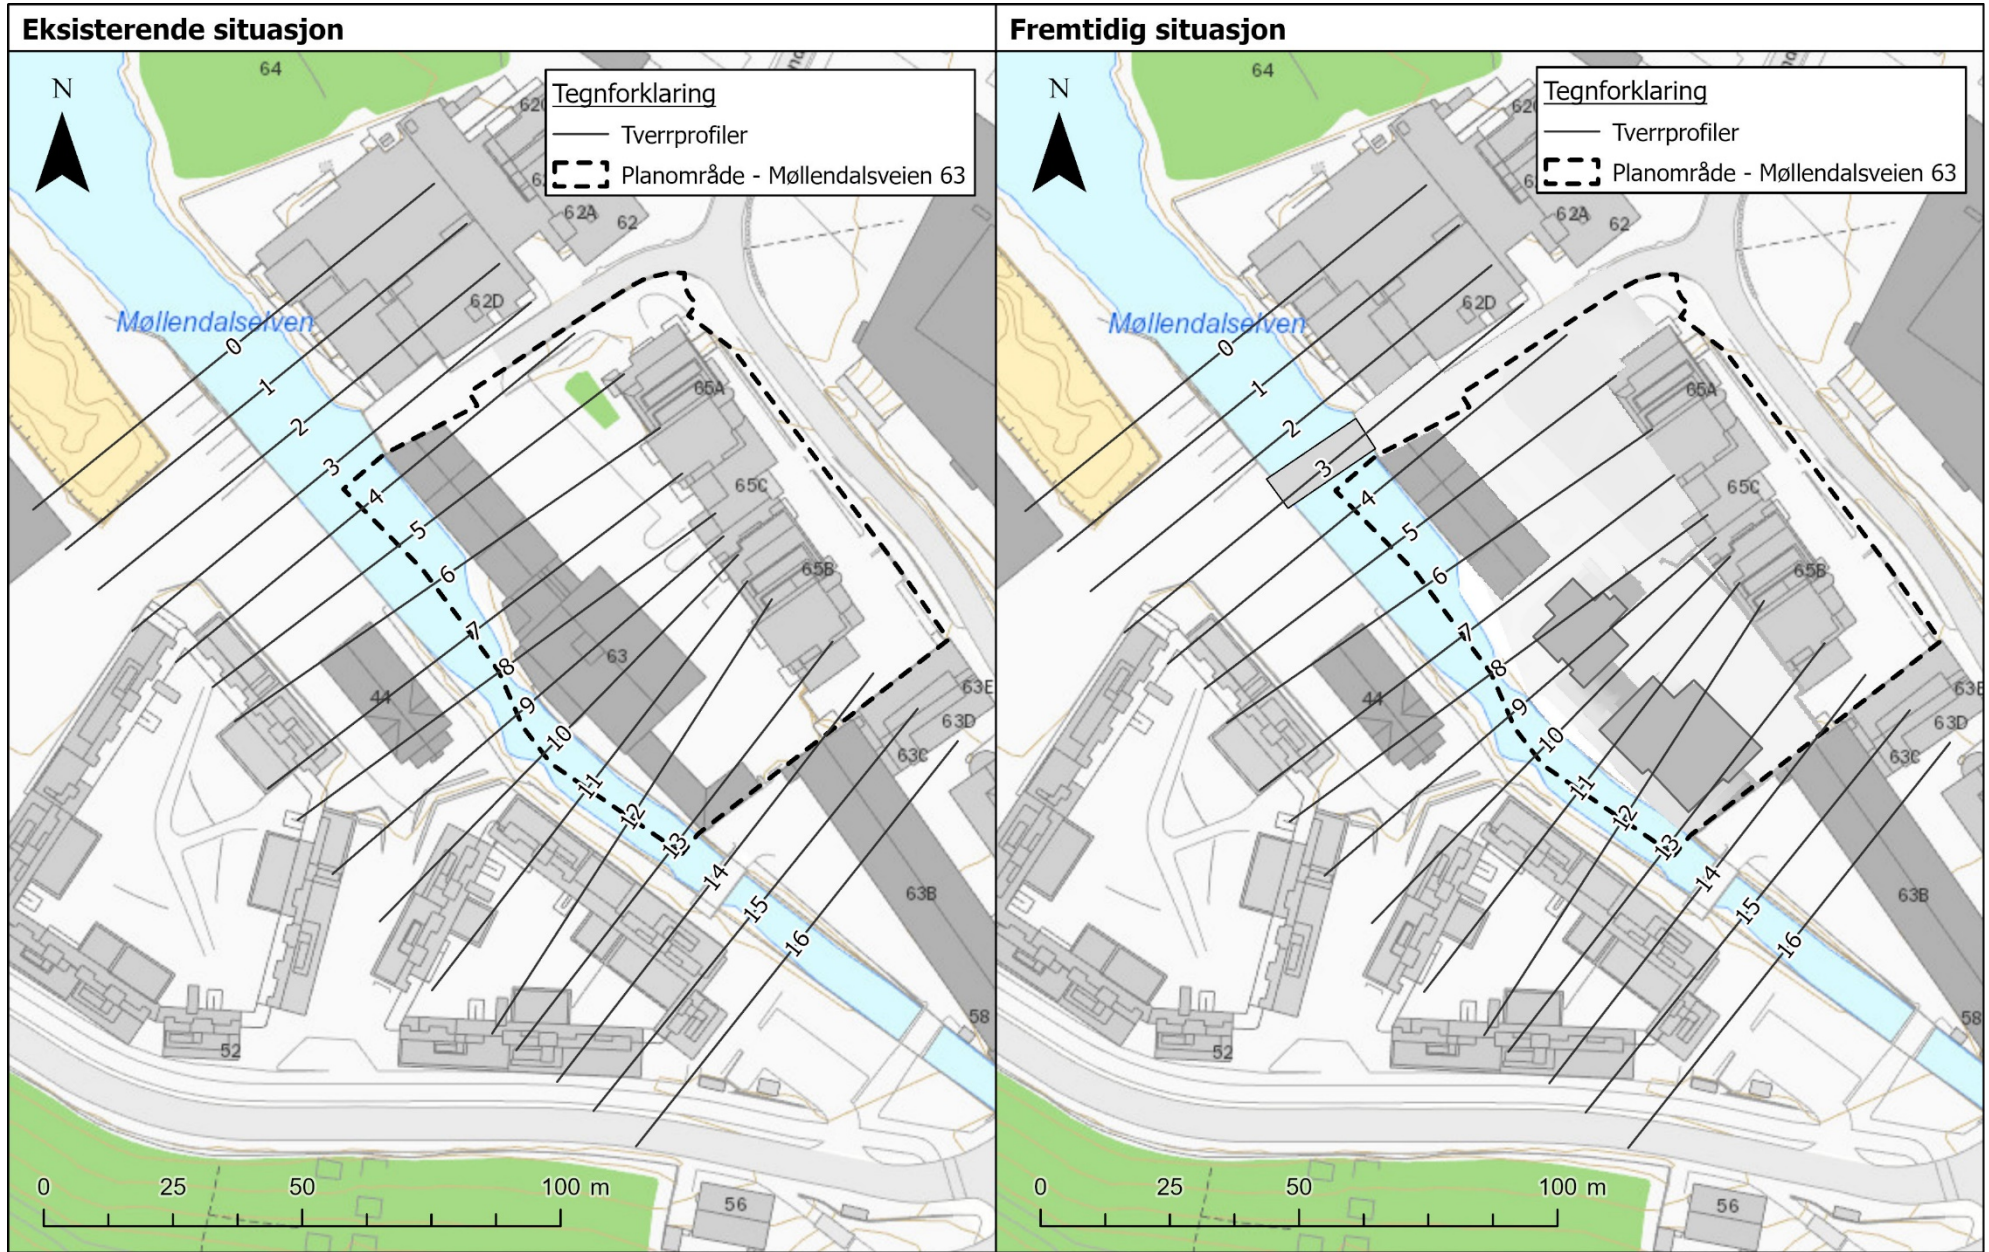 Eksisterende situasjon
N
Tegnforklaring
Tverrprofiler
Planområde - Møllendalsveien 63
64
62A
62
62D
Møllendalselven
0
1
2
3
4
5
6
7
8
9
10
11
12
13
14
15
16
65A
65C
65B
63
44
63E
63D
63C
63B
58
52
56
0 25 50 100 m
Fremtidig situasjon
N
Tegnforklaring
Tverrprofiler
Planområde - Møllendalsveien 63
64
62A
62
62D
Møllendalselven
0
1
2
3
4
5
6
7
8
9
10
11
12
13
14
15
16
65A
65C
65B
44
63E
63D
63C
63B
58
52
56
0 25 50 100 m